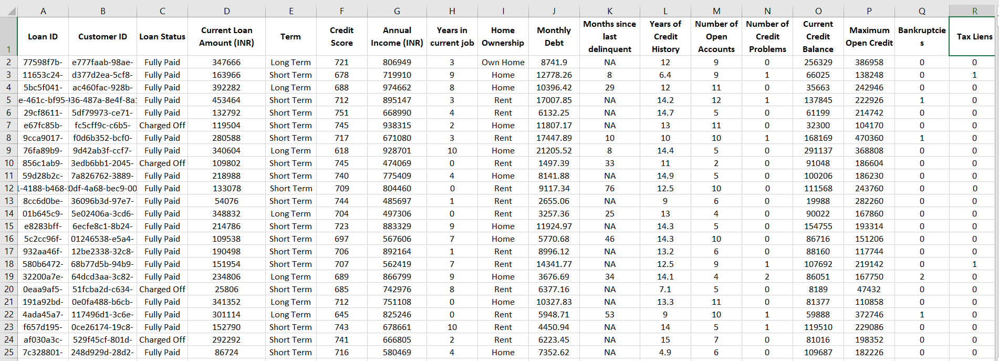 A B C D E F G H I J K L M N O P Q R
1 Loan ID Customer ID Loan Status Current Loan Amount (INR) Term Credit Score Annual Income (INR) Years in current job Home Ownership Monthly Debt Months since last delinquent Years of Credit History Number of Open Accounts Number of Credit Problems Current Credit Balance Maximum Open Credit Bankruptcies Tax Liens
2 77598f7b- e777faab-98ae- Fully Paid 347666 Long Term 721 806949 3 Own Home 8741.9 NA 12 9 0 256329 386958 0 0
3 11653c24- d377d2ea-5cf8- Fully Paid 163966 Short Term 678 719910 9 Home 12778.26 8 6.4 9 1 66025 138248 0 1
4 5bc5f041- ac460fac-928b- Fully Paid 392282 Long Term 688 974662 8 Home 10396.42 29 12 11 0 35663 242946 0 0
5 e-461c-bf95- 36-487a-8e4f-8a Fully Paid 453464 Short Term 712 895147 3 Rent 17007.85 NA 14.2 12 1 137845 222926 1 0
6 29cf8611- 5df79973-ce71- Fully Paid 132792 Short Term 751 668990 4 Rent 6132.25 NA 14.7 5 0 61199 214742 0 0
7 e67fc85b- fc5cff9c-c6b5- Charged Off 119504 Short Term 745 938315 2 Home 11807.17 NA 13 11 0 32300 104170 0 0
8 9cca9017- f0d6b352-bcf0- Fully Paid 280588 Short Term 717 671080 3 Rent 17447.89 10 10 10 1 168169 470360 1 0
9 76fa89b9- 9d42ab3f-ccf7- Fully Paid 340604 Long Term 618 928701 10 Home 21205.52 8 14.4 5 0 291137 368808 0 0
10 856c1ab9- 3edb6bb1-2045- Charged Off 109802 Short Term 745 474069 0 Rent 1497.39 33 11 2 0 91048 186604 0 0
11 59d28b2c- 7a826762-3889- Fully Paid 218988 Short Term 740 775409 4 Home 8141.88 NA 14.9 5 0 100206 186230 0 0
12 -4188-b468- 0df-4a68-bec9-00 Fully Paid 133078 Short Term 709 804460 0 Rent 9117.34 76 12.5 10 0 111568 243760 0 0
13 8cc6d0be- 36096b3d-97e7- Fully Paid 54076 Short Term 744 485697 1 Rent 2655.06 NA 9 6 0 19988 282260 0 0
14 01b645c9- 5e02406a-3cd6- Fully Paid 348832 Long Term 704 497306 0 Rent 3257.36 25 13 4 0 90022 167860 0 0
15 e8283bff- 6ecfe8c1-8b24- Fully Paid 214786 Short Term 723 883329 9 Home 11924.97 NA 14.3 5 0 154755 193314 0 0
16 5c2cc96f- 01246538-e5a4- Fully Paid 109538 Short Term 697 567606 7 Home 5770.68 46 14.3 10 0 86716 151206 0 0
17 932aa46f- 12be2338-32c8- Fully Paid 190498 Short Term 706 892164 1 Rent 8996.12 NA 13.2 6 0 88160 117744 0 0
18 580b6472- 68b77d5b-94b9- Fully Paid 151954 Short Term 707 562419 7 Rent 14341.77 NA 12.5 9 1 107692 219142 0 1
19 32200a7e- 64dcd3aa-3c82- Fully Paid 234806 Long Term 689 866799 9 Home 3676.69 34 14.1 4 2 86051 167750 2 0
20 0eaa9af5- 51fcba2d-c634- Charged Off 25806 Short Term 685 742976 8 Rent 6377.16 NA 7.1 5 0 8189 47432 0 0
21 191a92bd- 0e0fa488-b6cb- Fully Paid 341352 Long Term 712 751108 0 Home 10327.83 NA 13.3 11 0 81377 110858 0 0
22 4ada45a7- 117496d1-3c6e- Fully Paid 301114 Long Term 645 825246 0 Rent 5948.71 53 9 10 1 59888 372746 1 0
23 f657d195- 0ce26174-19c8- Fully Paid 152790 Short Term 743 678661 10 Rent 4450.94 NA 14 5 1 119510 229086 0 0
24 af030a3c- 529f45cf-801d- Charged Off 292292 Short Term 741 666805 2 Rent 6223.45 NA 15 7 0 81016 198352 0 0
25 7c328801- 248d929d-28d2- Fully Paid 86724 Short Term 716 580469 4 Home 7352.62 NA 4.9 6 0 109687 182226 0 0